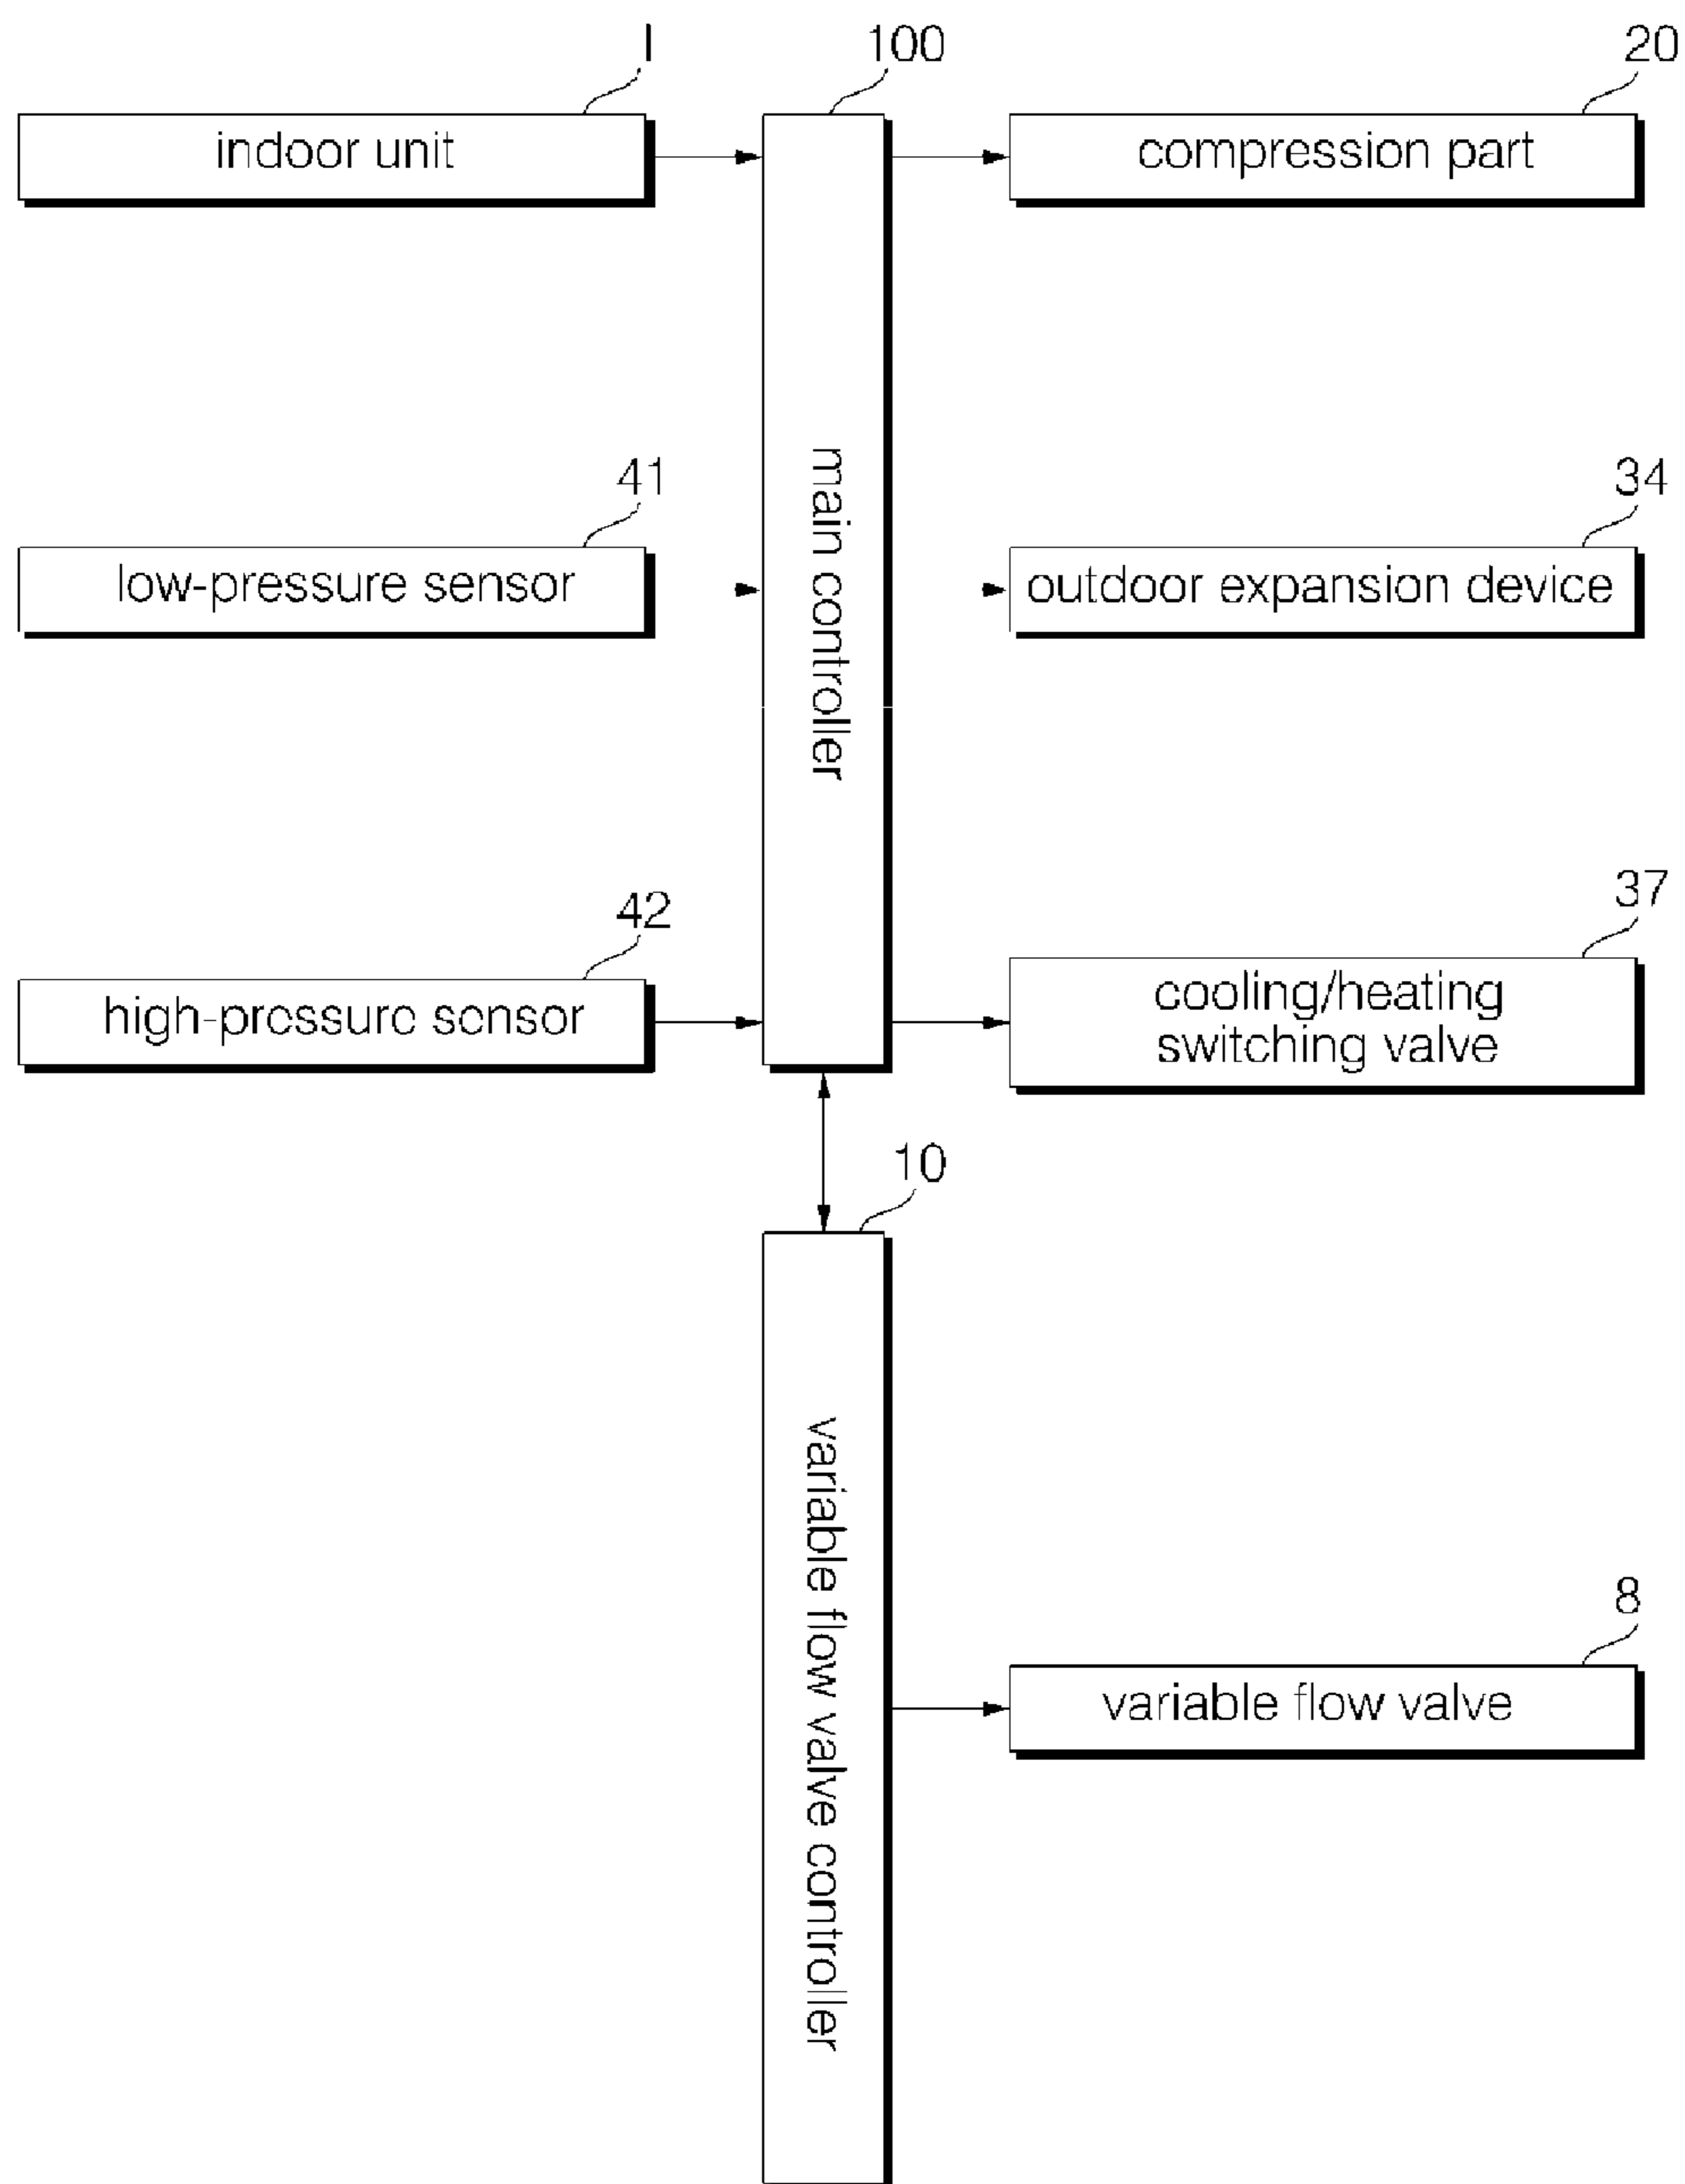 I
100
20
indoor unit
compression part
41
34
low-pressure sensor
main controller
outdoor expansion device
42
37
high-pressure sensor
cooling/heating
switching valve
10
variable flow valve controller
8
variable flow valve